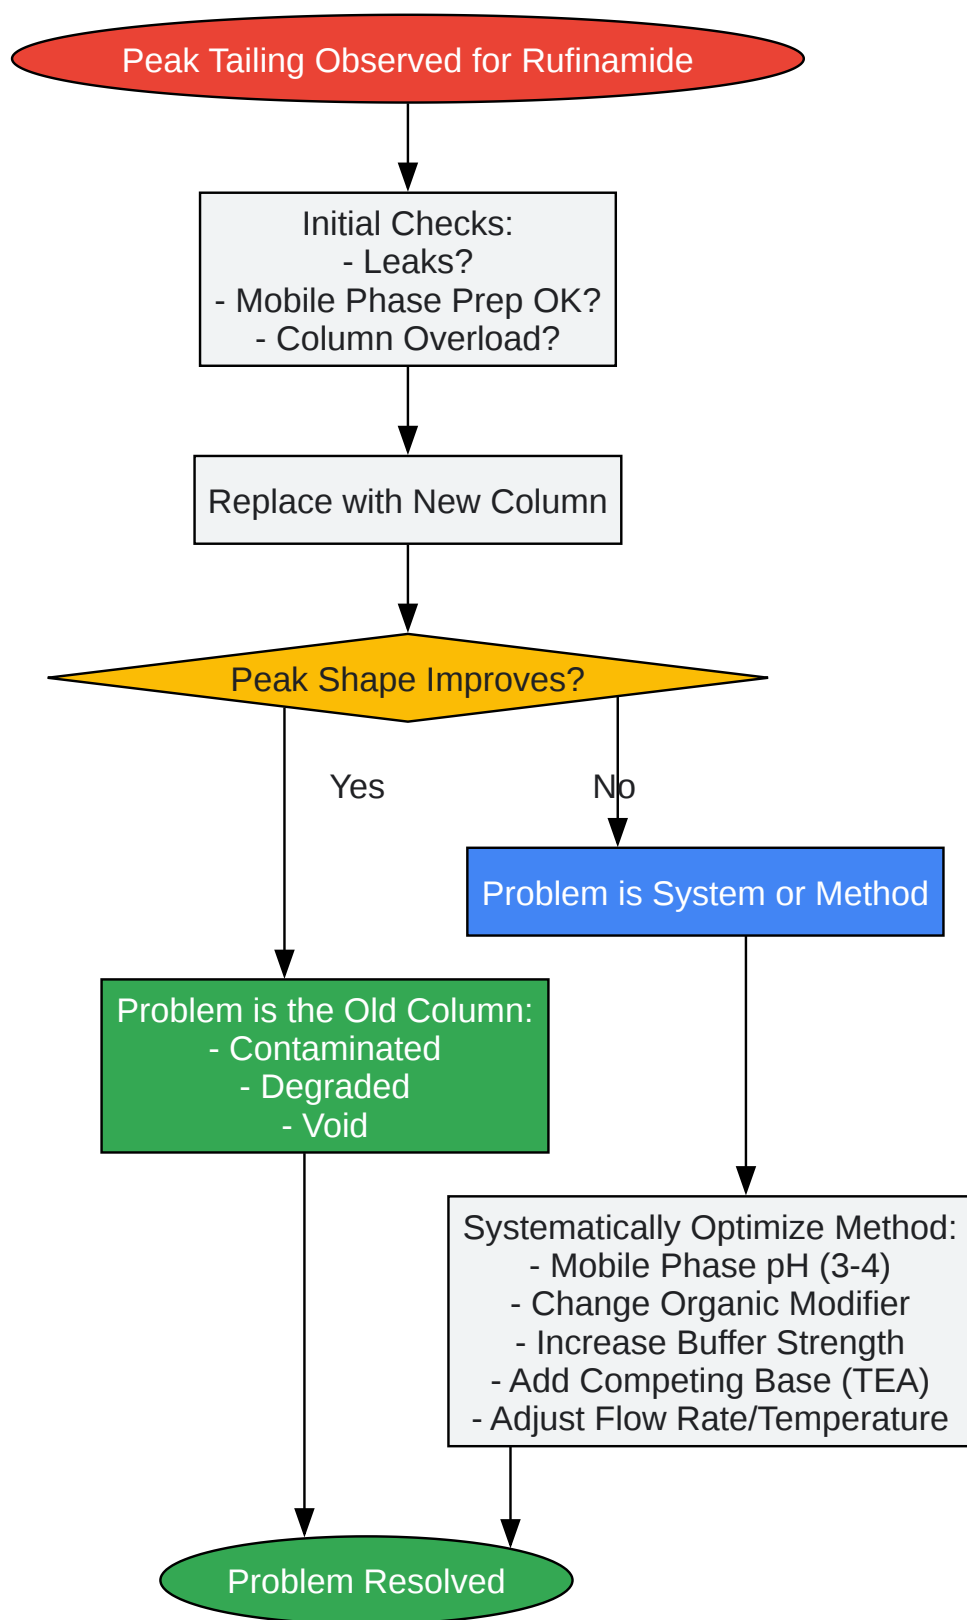 Peak Tailing Observed for Rufinamide
Initial Checks:
- Leaks?
- Mobile Phase Prep OK?
- Column Overload?
Replace with New Column
Peak Shape Improves?
Yes
No
Problem is System or Method
Problem is the Old Column:
- Contaminated
- Degraded
- Void
Systematically Optimize Method:
- Mobile Phase pH (3-4)
- Change Organic Modifier
- Increase Buffer Strength
- Add Competing Base (TEA)
- Adjust Flow Rate/Temperature
Problem Resolved